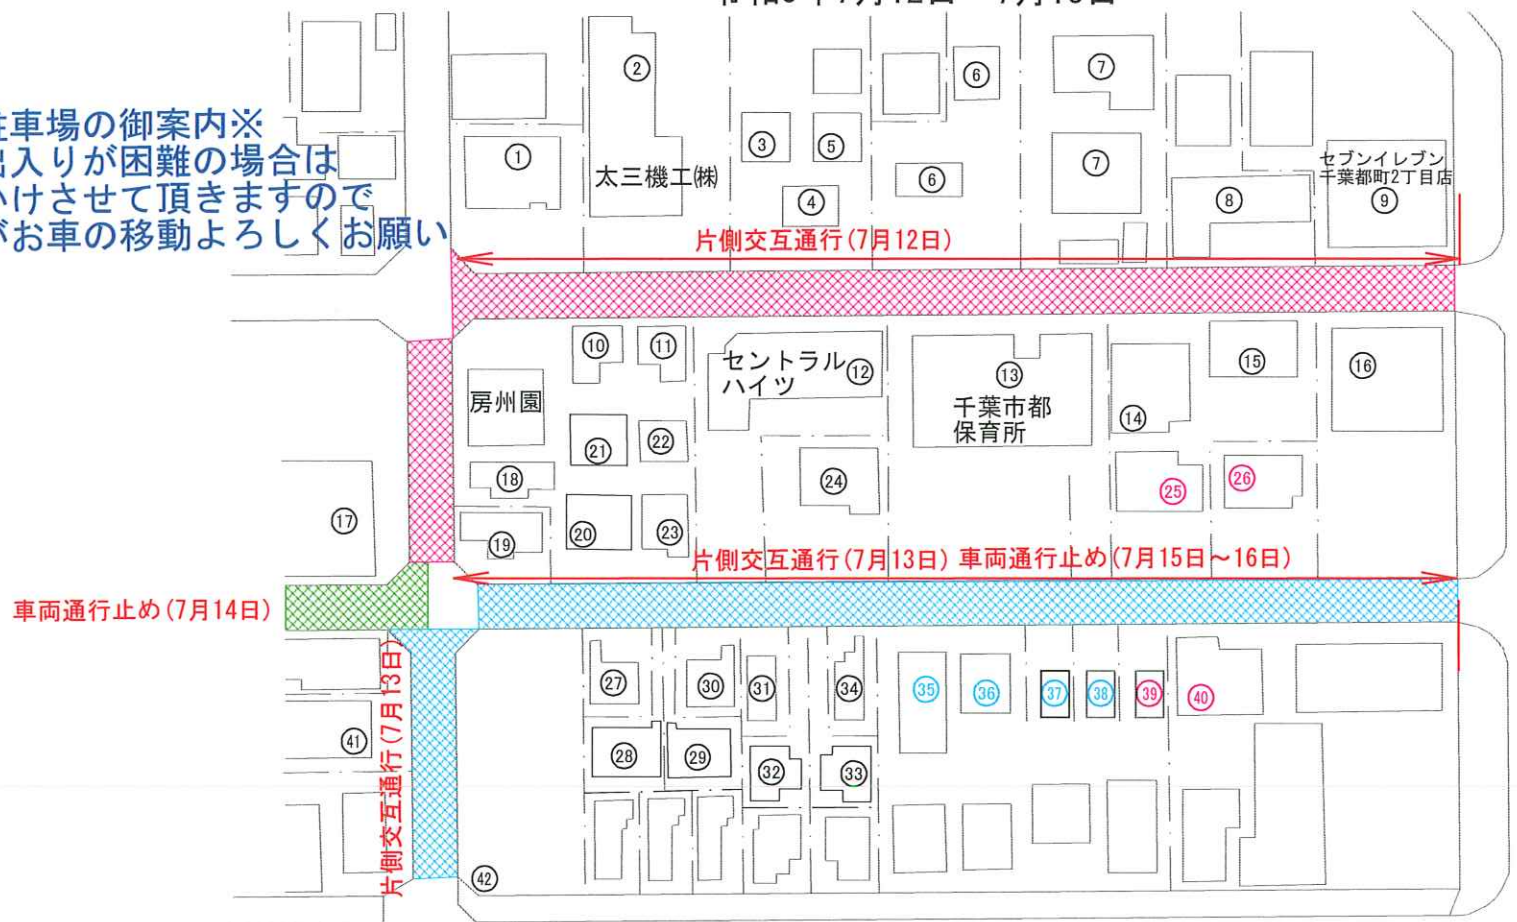 車場の御案内※
出入りが困難の場合は
かけさせて頂きますので
がお車の移動よろしくお願い
①
②
太三機工㈱
③
⑤
④
⑥
⑥
⑦
⑦
⑧
セブンイレブン
千葉都町2丁目店
⑨
片側交互通行(7月12日)
⑩
⑪
セントラル
ハイツ
⑫
⑬
千葉市都
保育所
⑭
⑮
⑯
房州園
㉑
㉒
⑱
㉔
㉕
㉖
⑰
⑲
⑳
㉓
片側交互通行(7月13日) 車両通行止め(7月15日~16日)
車両通行止め(7月14日)
片側交互通行(7月13日)
㉗
㉚
㉛
㉞
㉟
㊱
㊲
㊳
㊴
㊵
㊶
㉘
㉙
㉜
㉝
㊷